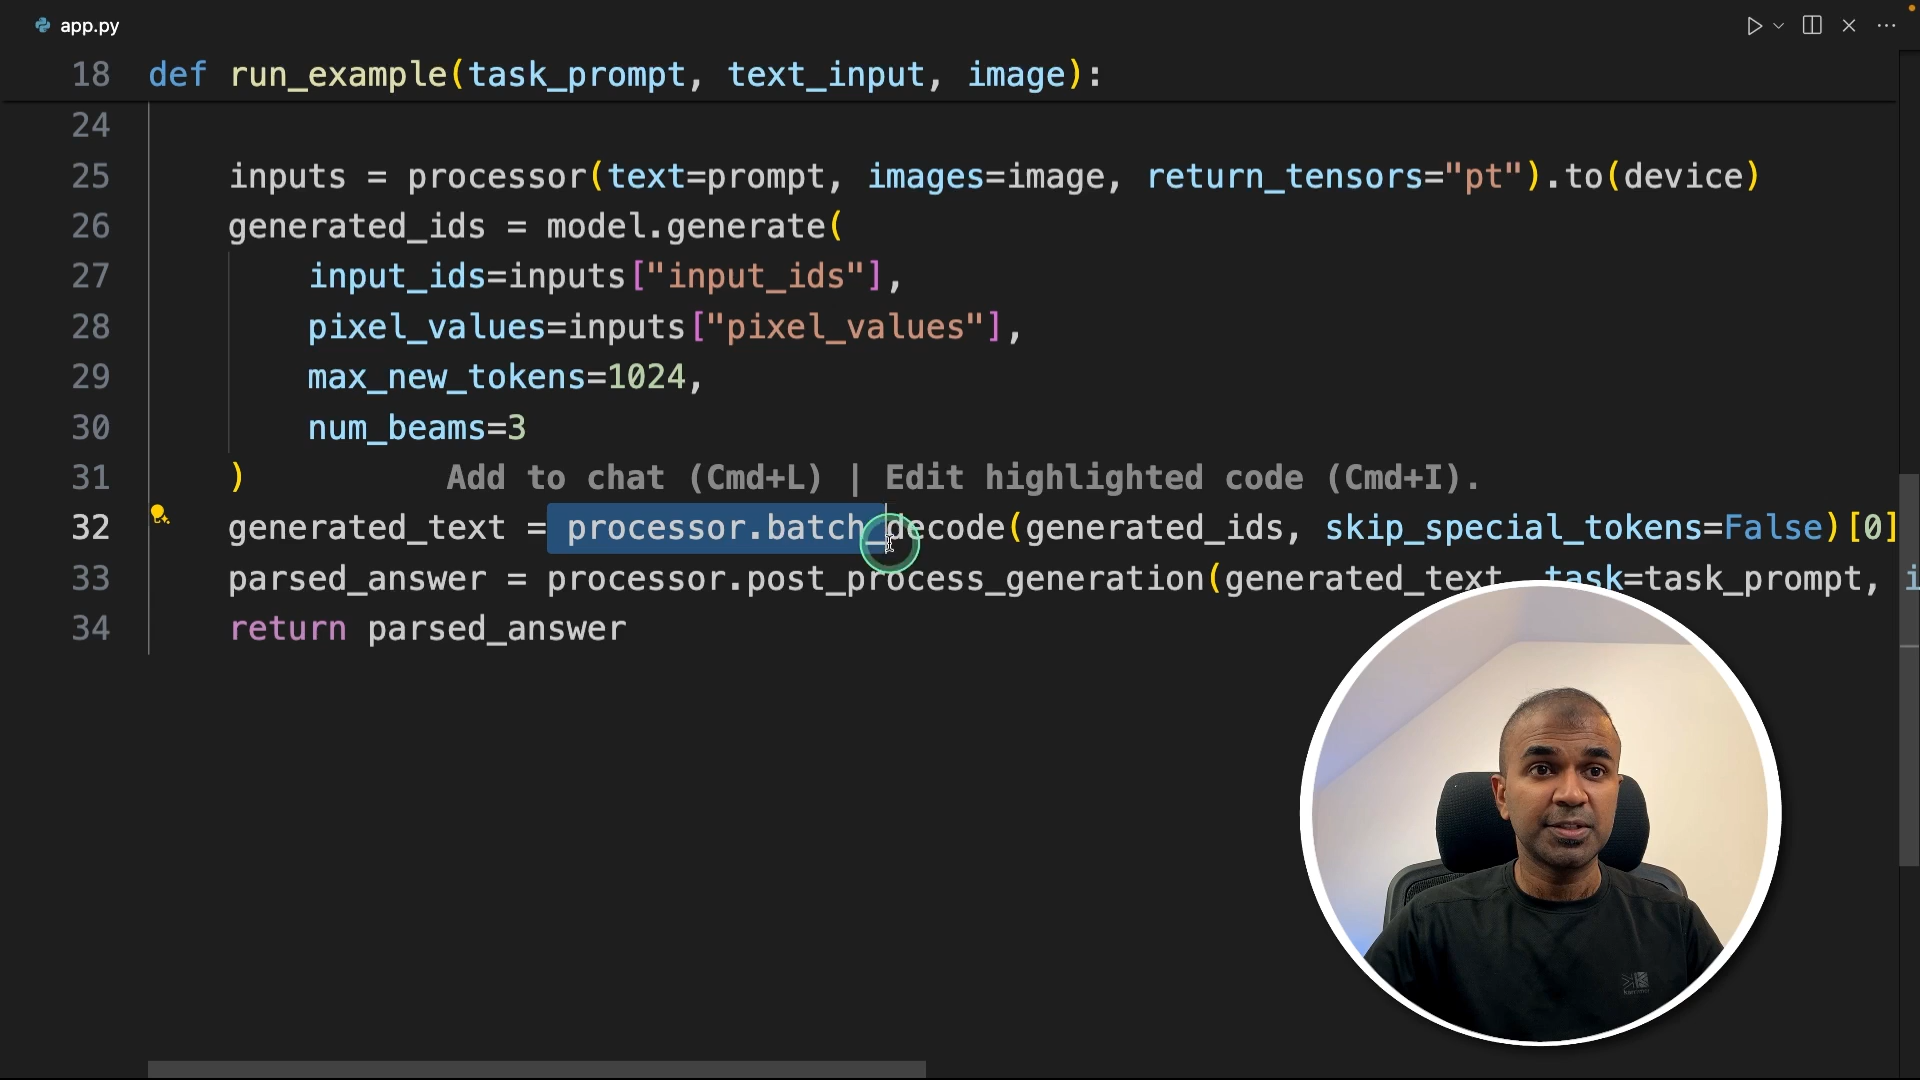 app.py
18 def run_example(task_prompt, text_input, image):
24
25 inputs = processor(text=prompt, images=image, return_tensors="pt").to(device)
26 generated_ids = model.generate(
27 input_ids=inputs["input_ids"],
28 pixel_values=inputs["pixel_values"],
29 max_new_tokens=1024,
30 num_beams=3
31 ) Add to chat (Cmd+L) | Edit highlighted code (Cmd+I).
32 generated_text = processor.batch_decode(generated_ids, skip_special_tokens=False)[0]
33 parsed_answer = processor.post_process_generation(generated_text, task=task_prompt, i
34 return parsed_answer